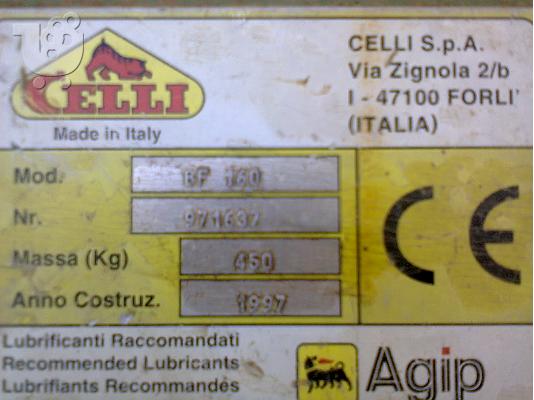 CELLI
Made in Italy
CELLI S.p.A.
Via Zignola 2/b
I - 47100 FORLI'
(ITALIA)
Mod. BF 160
Nr. 971637
Massa (Kg) 450
Anno Costruz. 1997
CE
Lubrificanti Raccomandati
Recommended Lubricants
Lubrifiants Recommandés
Agip